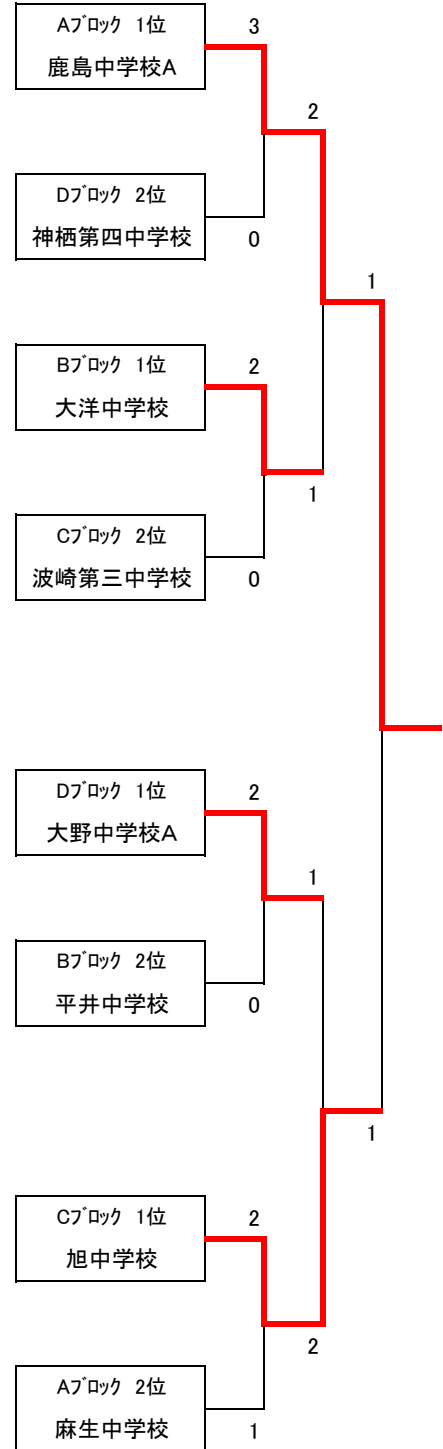 Aﾌﾞﾛｯｸ 1位
3
鹿島中学校A
2
Dﾌﾞﾛｯｸ 2位
神栖第四中学校
0
1
Bﾌﾞﾛｯｸ 1位
2
大洋中学校
1
Cﾌﾞﾛｯｸ 2位
波崎第三中学校
0
Dﾌﾞﾛｯｸ 1位
2
大野中学校A
1
Bﾌﾞﾛｯｸ 2位
平井中学校
0
1
Cﾌﾞﾛｯｸ 1位
2
旭中学校
2
Aﾌﾞﾛｯｸ 2位
麻生中学校
1